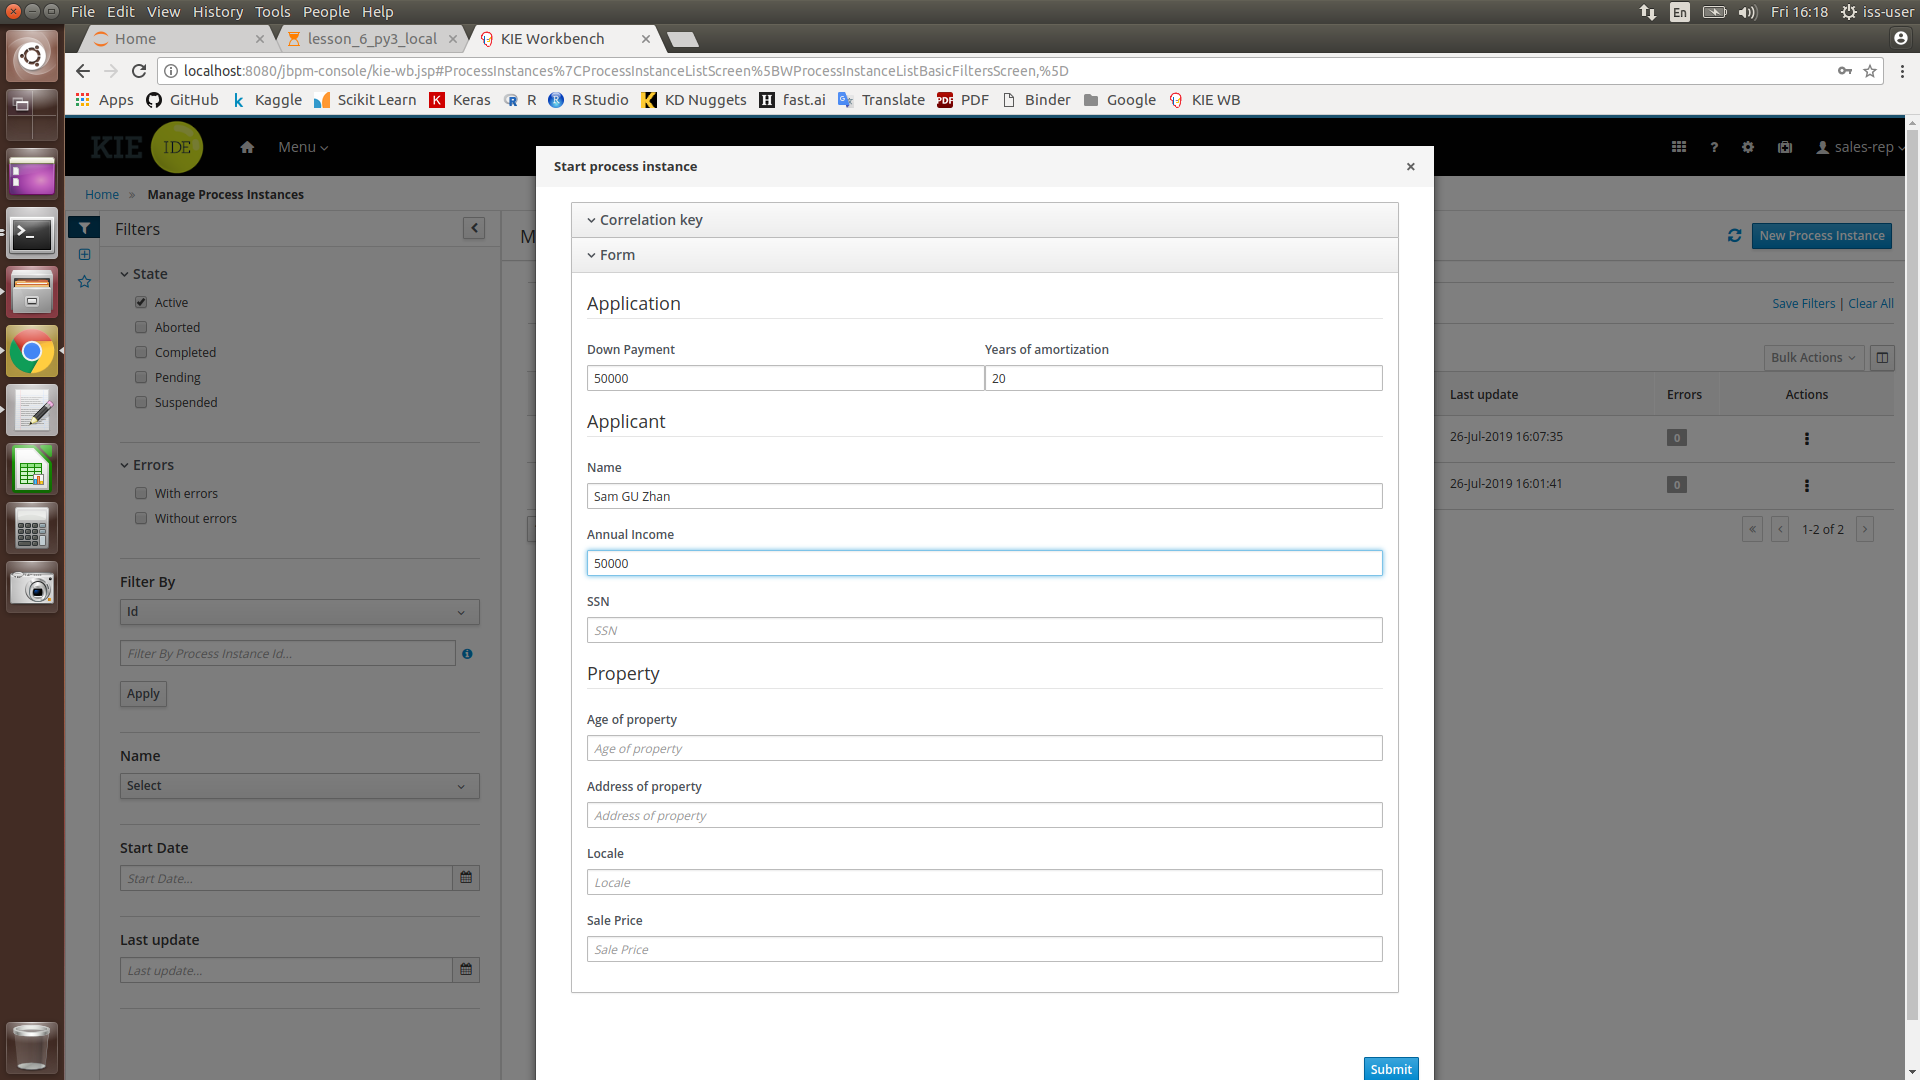 File Edit View History Tools People Help
En Fri 16:18 iss-user
Home lesson_6_py3_local KIE Workbench
localhost:8080/jbpm-console/kie-wb.jsp#ProcessInstances%7CProcessInstanceListScreen%5BWProcessInstanceListBasicFiltersScreen,%5D
Apps GitHub Kaggle Scikit Learn Keras R R Studio KD Nuggets fast.ai Translate PDF Binder Google KIE WB
KIE IDE Menu sales-rep
Start process instance
Home » Manage Process Instances
Filters
M
New Process Instance
Correlation key
Form
State
Active
Aborted
Completed
Pending
Suspended
Save Filters | Clear All
Application
Down Payment Years of amortization
50000 20
Bulk Actions
Last update Errors Actions
26-Jul-2019 16:07:35 0
26-Jul-2019 16:01:41 0
1-2 of 2
Applicant
Name
Sam GU Zhan
Annual Income
50000
SSN
SSN
Errors
With errors
Without errors
Filter By
Id
Filter By Process Instance Id...
Apply
Property
Age of property
Age of property
Address of property
Address of property
Locale
Locale
Sale Price
Sale Price
Name
Select
Start Date
Start Date...
Last update
Last update...
Submit